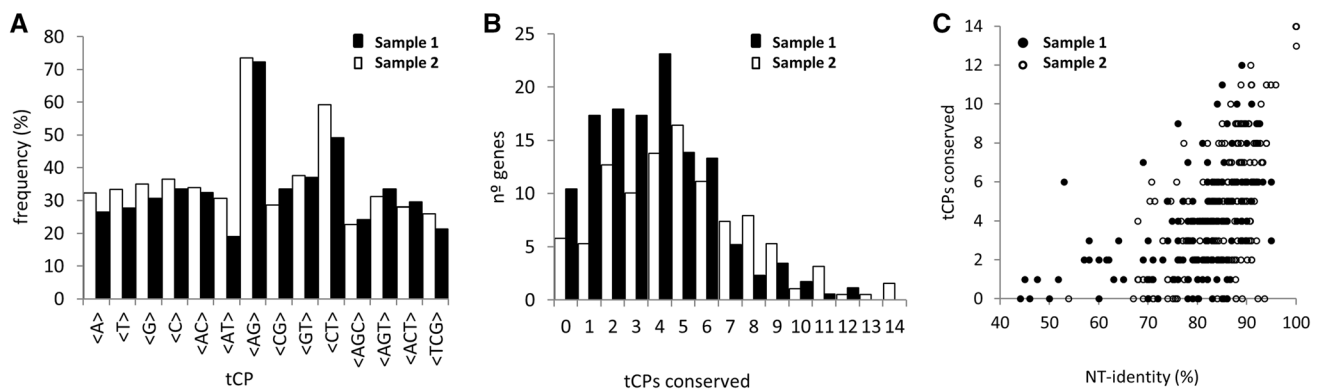 A
80
70
60
50
40
30
20
10
0
frequency (%)
Sample 1
Sample 2
<A>
<T>
<G>
<C>
<AC>
<AT>
<AG>
<CG>
<GT>
<CT>
<AGC>
<AGT>
<ACT>
<TCG>
tCP
B
25
20
15
10
5
0
nº genes
Sample 1
Sample 2
0 1 2 3 4 5 6 7 8 9 10 11 12 13 14
tCPs conserved
C
14
12
10
8
6
4
2
0
tCPs conserved
Sample 1
Sample 2
40 50 60 70 80 90 100
NT-identity (%)